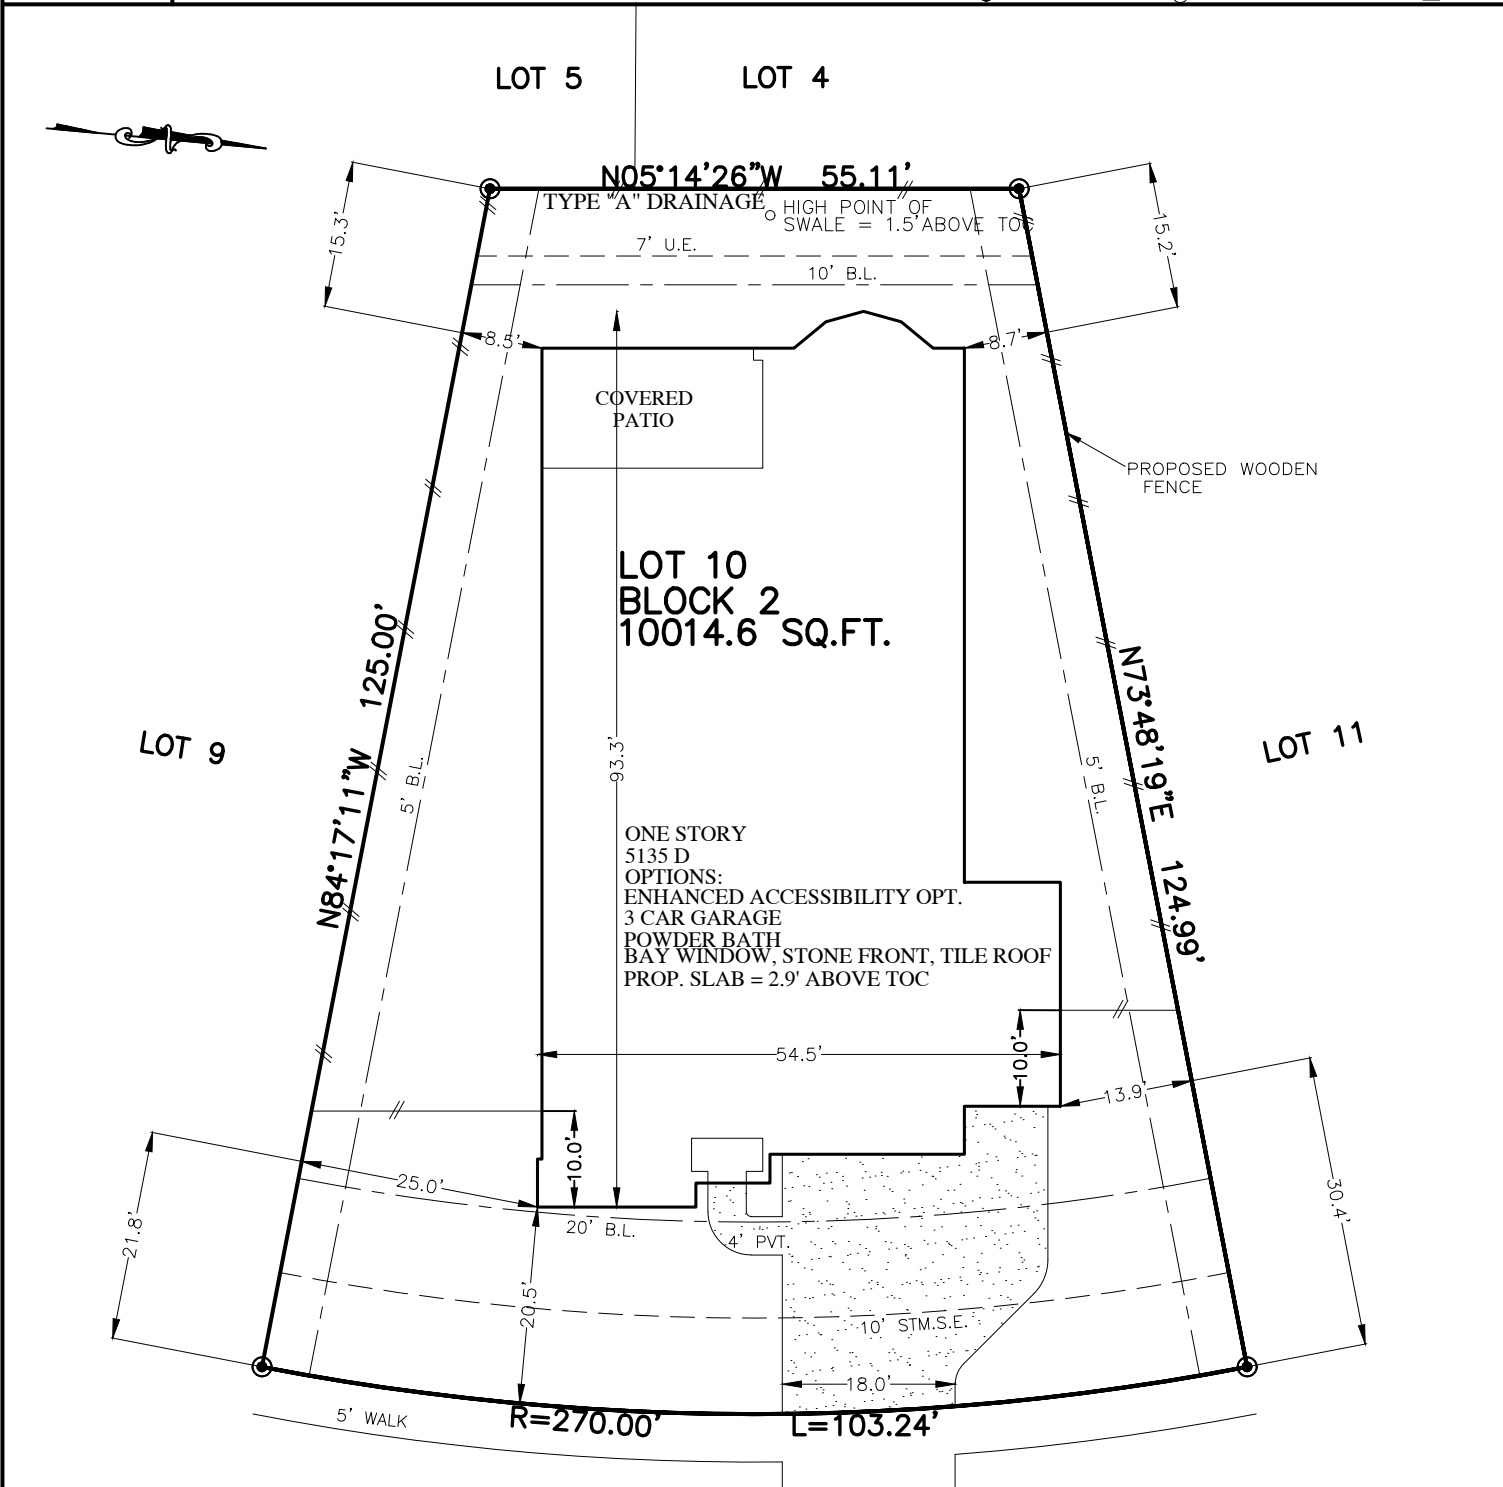 LOT 5
LOT 4
N05°14'26"W 55.11'
TYPE "A" DRAINAGE
HIGH POINT OF
SWALE = 1.5'ABOVE TOC
15.3'
15.2'
7' U.E.
10' B.L.
8.5'
8.7'
COVERED
PATIO
PROPOSED WOODEN
FENCE
LOT 10
BLOCK 2
10014.6 SQ.FT.
N84°17'11"W 125.00'
N73°48'19"E 124.99'
LOT 9
LOT 11
5' B.L.
93.3'
5' B.L.
ONE STORY
5135 D
OPTIONS:
ENHANCED ACCESSIBILITY OPT.
3 CAR GARAGE
POWDER BATH
BAY WINDOW, STONE FRONT, TILE ROOF
PROP. SLAB = 2.9' ABOVE TOC
54.5'
10.0'
13.9'
10.0'
25.0'
21.8'
30.4'
20' B.L.
4' PVT.
20.5'
10' STM.S.E.
18.0'
5' WALK
R=270.00'
L=103.24'